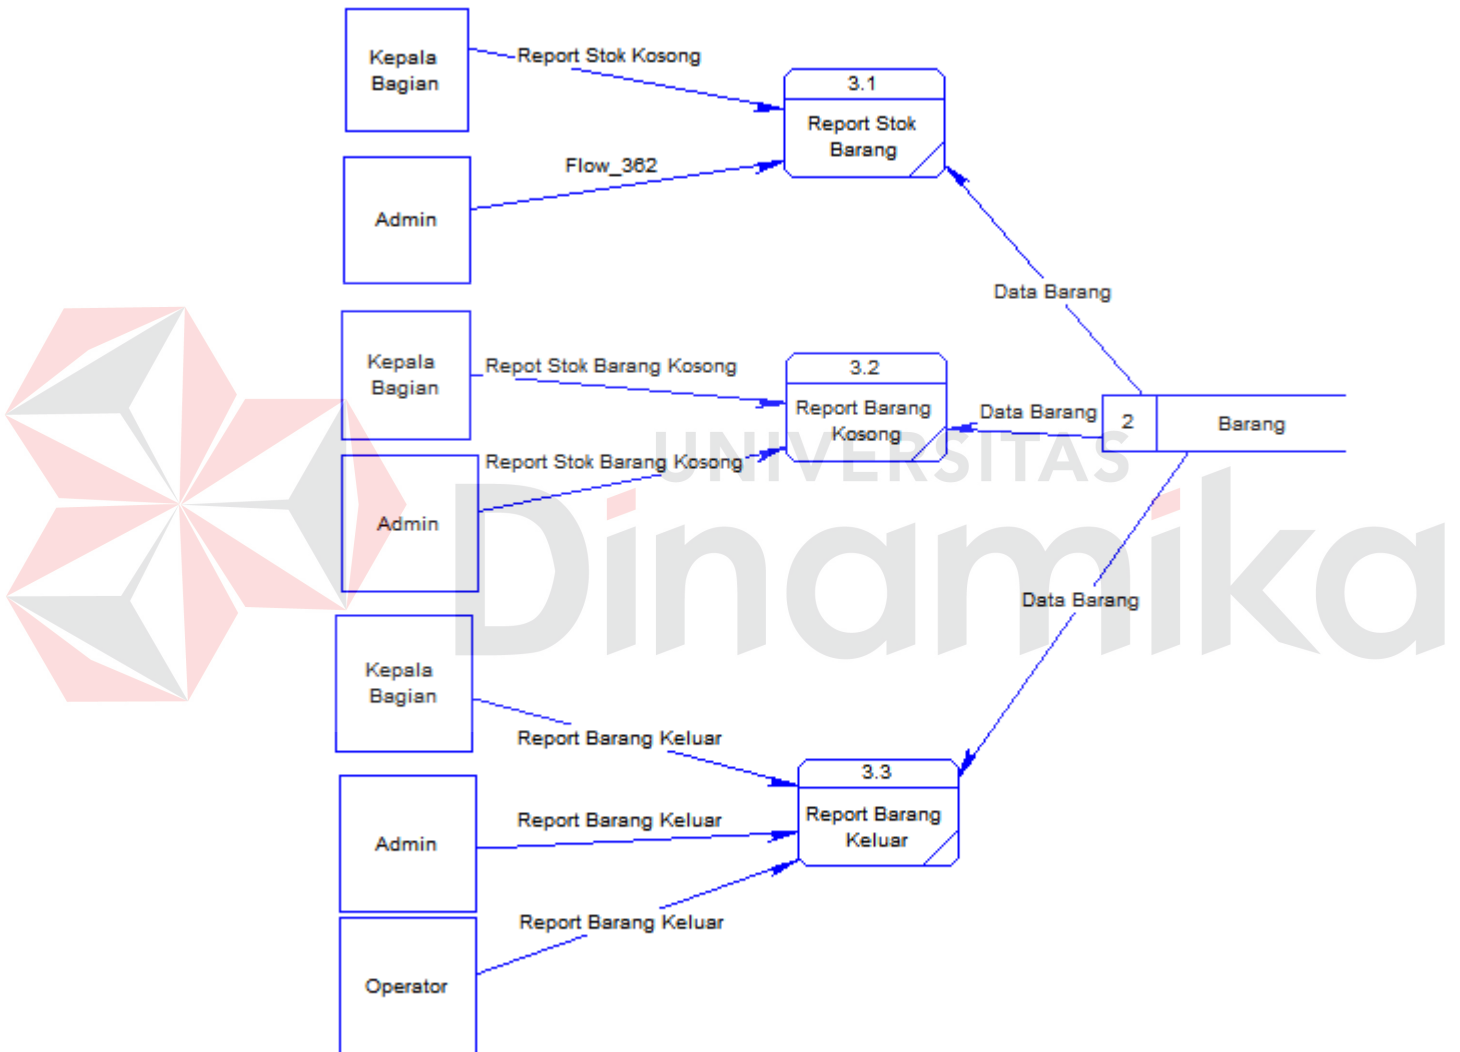 Kepala
Bagian
Report Stok Kosong
3.1
Report Stok
Barang
Flow_362
Admin
Data Barang
Kepala
Bagian
Repot Stok Barang Kosong
3.2
Report Barang
Kosong
Data Barang
2
Barang
UNIVERSITAS
Dinamika
Report Stok Barang Kosong
Admin
Data Barang
Kepala
Bagian
Report Barang Keluar
3.3
Report Barang
Keluar
Report Barang Keluar
Admin
Report Barang Keluar
Operator